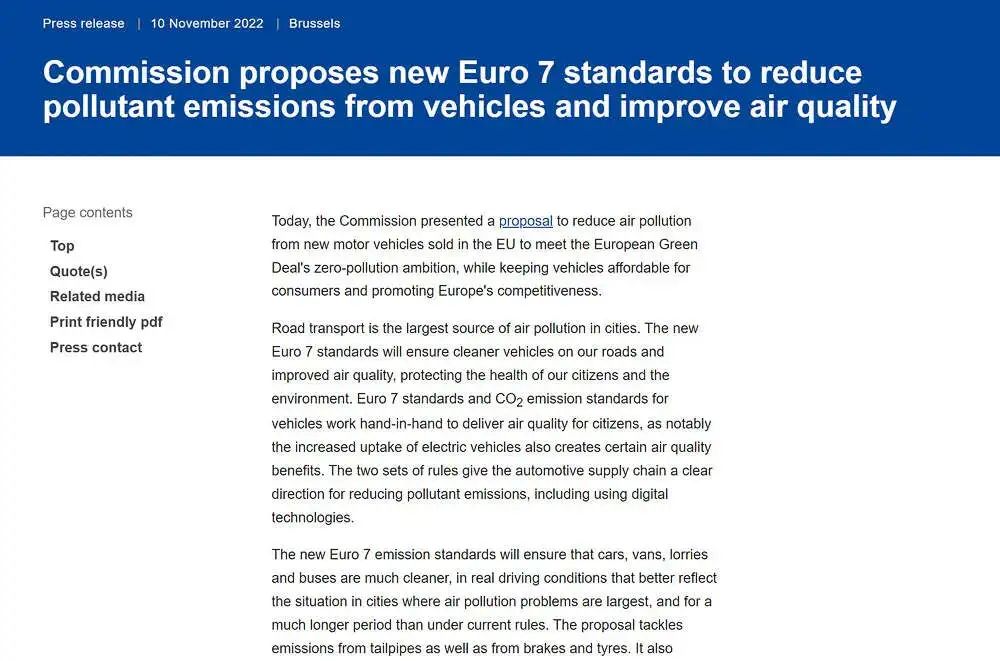 Press release | 10 November 2022 | Brussels
Commission proposes new Euro 7 standards to reduce
pollutant emissions from vehicles and improve air quality
Page contents
Top
Quote(s)
Related media
Print friendly pdf
Press contact
Today, the Commission presented a proposal to reduce air pollution
from new motor vehicles sold in the EU to meet the European Green
Deal's zero-pollution ambition, while keeping vehicles affordable for
consumers and promoting Europe's competitiveness.
Road transport is the largest source of air pollution in cities. The new
Euro 7 standards will ensure cleaner vehicles on our roads and
improved air quality, protecting the health of our citizens and the
environment. Euro 7 standards and CO2 emission standards for
vehicles work hand-in-hand to deliver air quality for citizens, as notably
the increased uptake of electric vehicles also creates certain air quality
benefits. The two sets of rules give the automotive supply chain a clear
direction for reducing pollutant emissions, including using digital
technologies.
The new Euro 7 emission standards will ensure that cars, vans, lorries
and buses are much cleaner, in real driving conditions that better reflect
the situation in cities where air pollution problems are largest, and for a
much longer period than under current rules. The proposal tackles
emissions from tailpipes as well as from brakes and tyres. It also